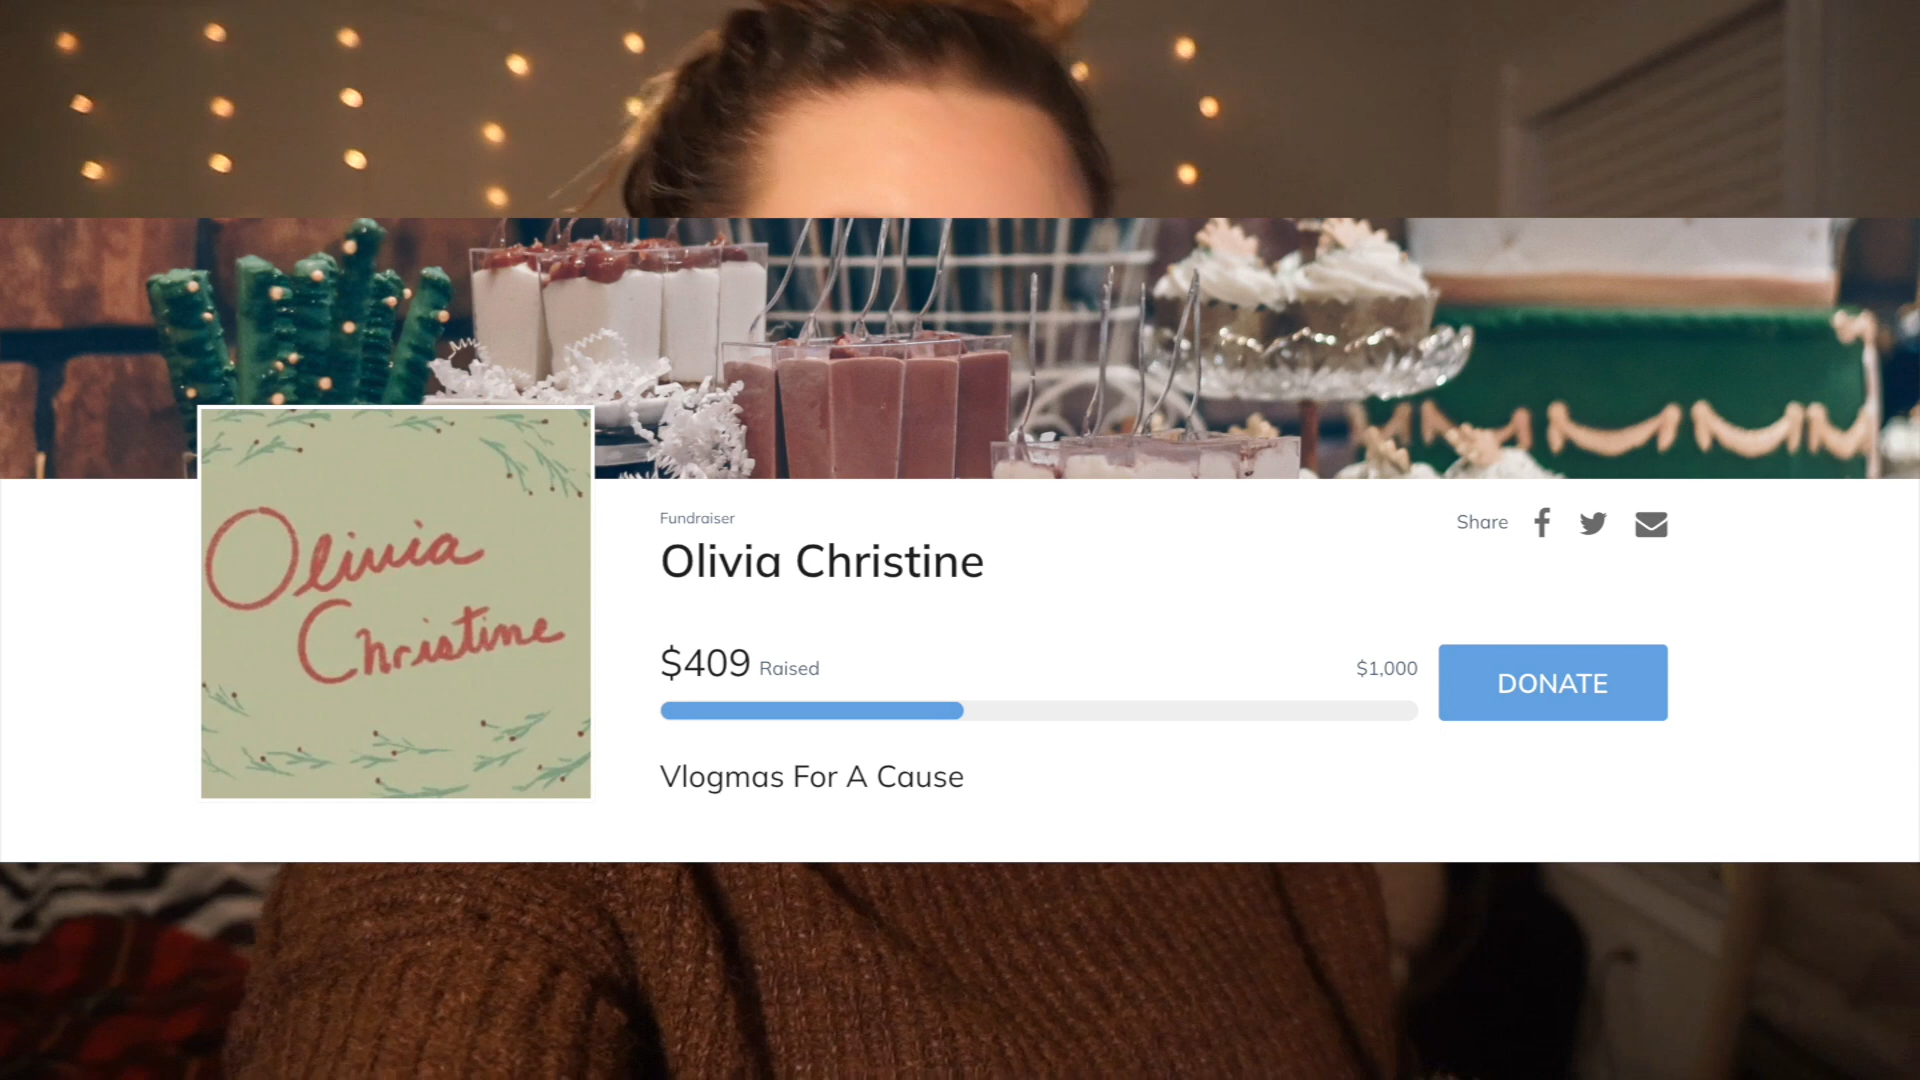 Olivia
Christine
Fundraiser
Share
Olivia Christine
$409 Raised
$1,000
DONATE
Vlogmas For A Cause